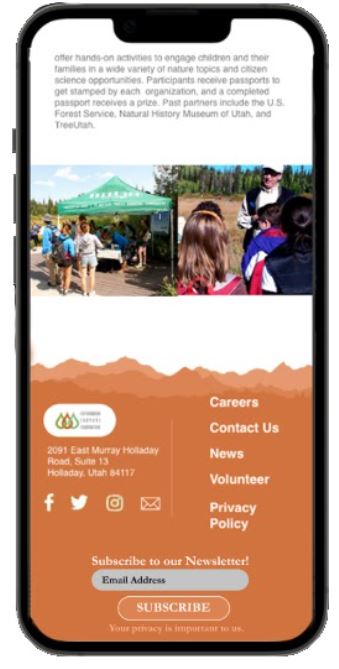 offer hands-on activities to engage children and their
families in a wide variety of nature topics and citizen
science opportunities. Participants receive passports to
get stamped by each organization, and a completed
passport receives a prize. Past partners include the U.S.
Forest Service, Natural History Museum of Utah, and
TreeUtah.
2091 East Murray Holladay
Road, Suite 13
Holladay, Utah 84117
Careers
Contact Us
News
Volunteer
Privacy
Policy
Subscribe to our Newsletter!
Email Address
SUBSCRIBE
Your privacy is important to us.